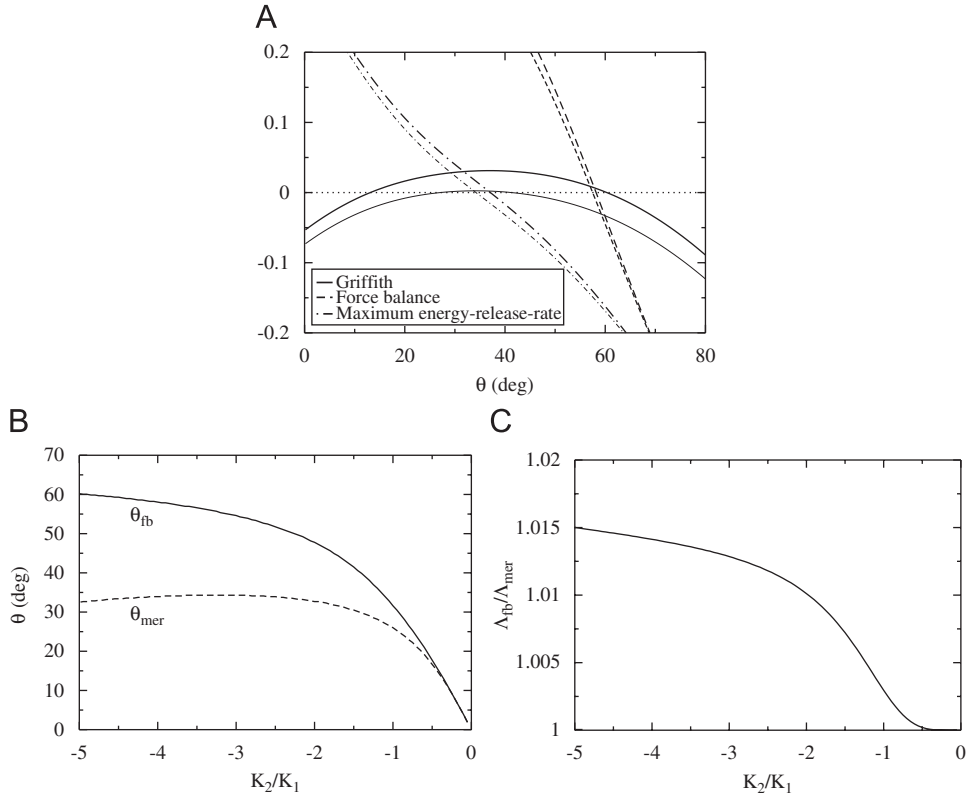 A
0.2
0.1
0
-0.1
-0.2
Griffith
Force balance
Maximum energy-release-rate
0 20 40 60 80
θ (deg)
B
70
60
50
40
30
20
10
0
θ (deg)
θfb
θmer
-5 -4 -3 -2 -1 0
K2/K1
C
1.02
1.015
1.01
1.005
1
Λfb/Λmer
-5 -4 -3 -2 -1 0
K2/K1